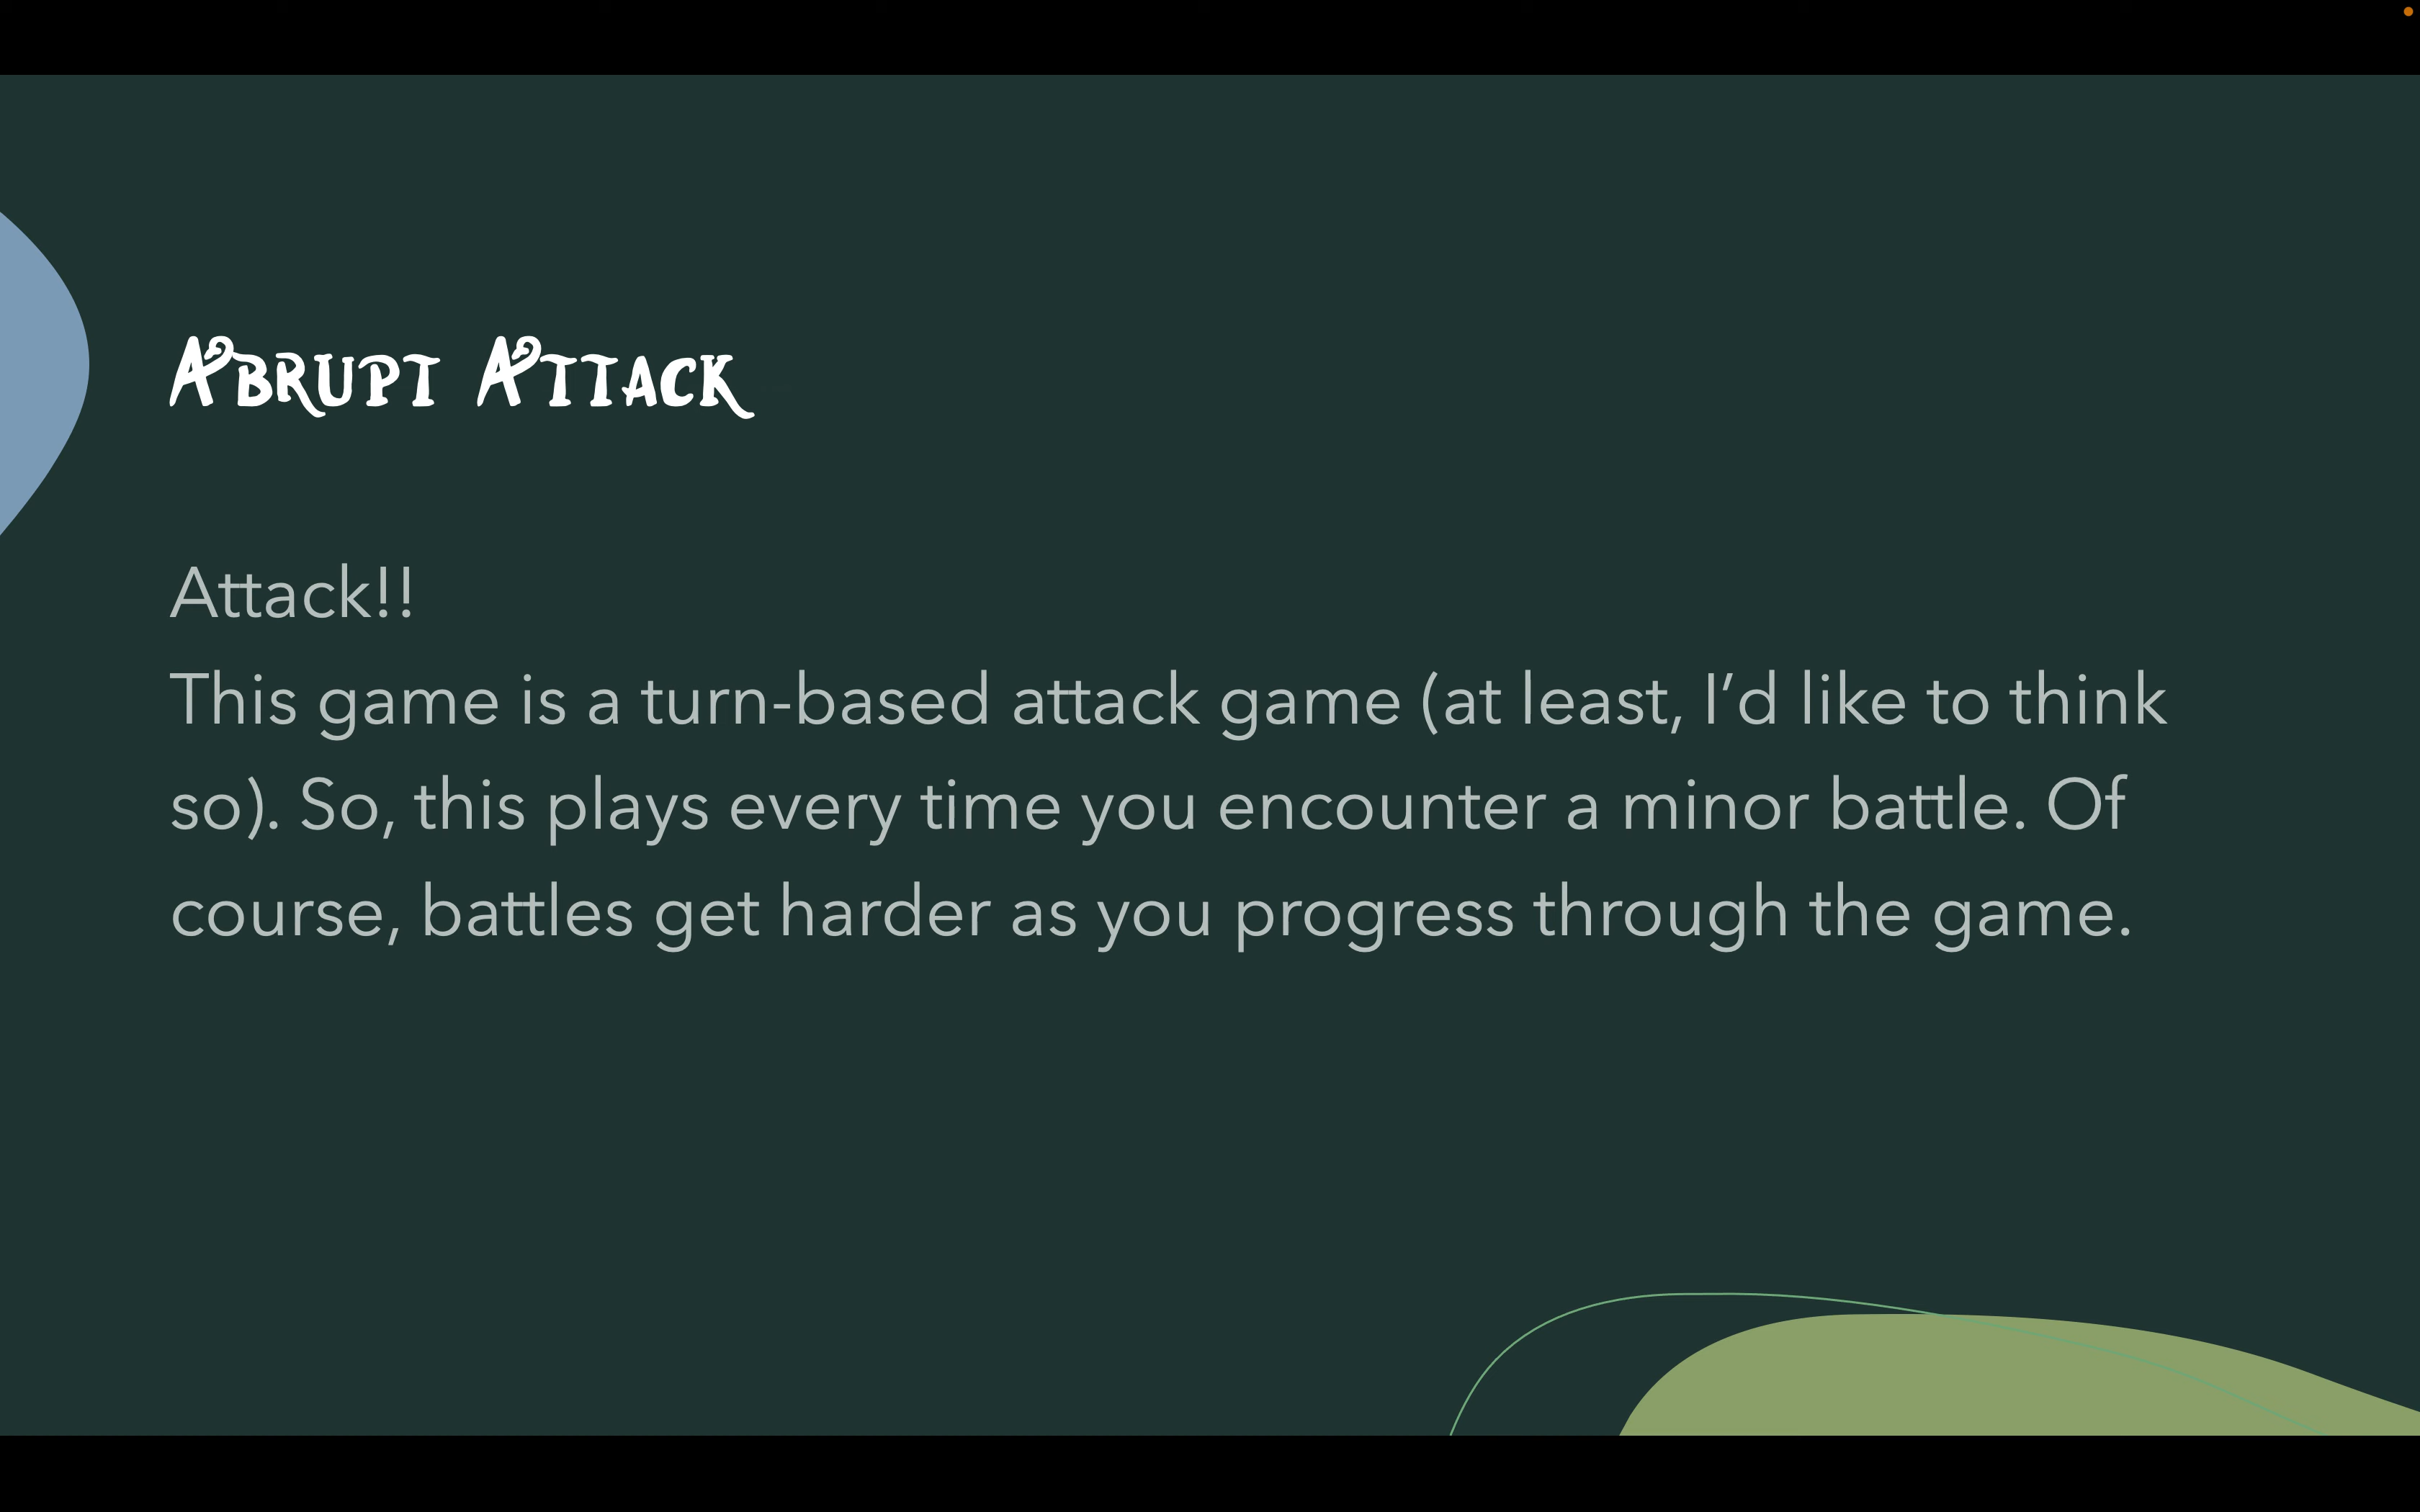 Abrupt Attack
Attack!!
This game is a turn-based attack game (at least, I’d like to think
so). So, this plays every time you encounter a minor battle. Of
course, battles get harder as you progress through the game.